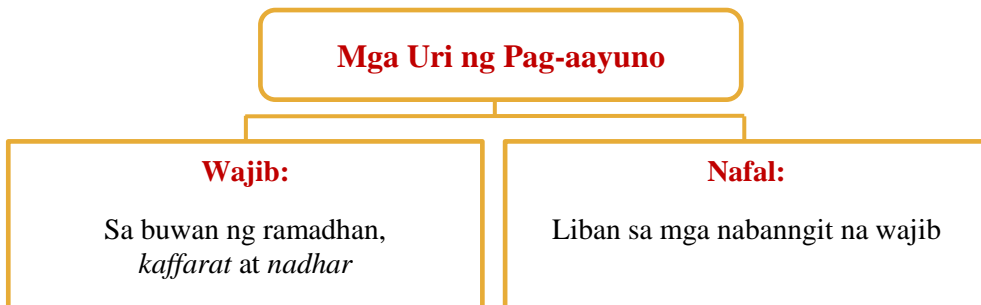 Mga Uri ng Pag-aayuno
Wajib:
Sa buwan ng ramadhan,
kaffarat at nadhar
Nafal:
Liban sa mga nabanngit na wajib